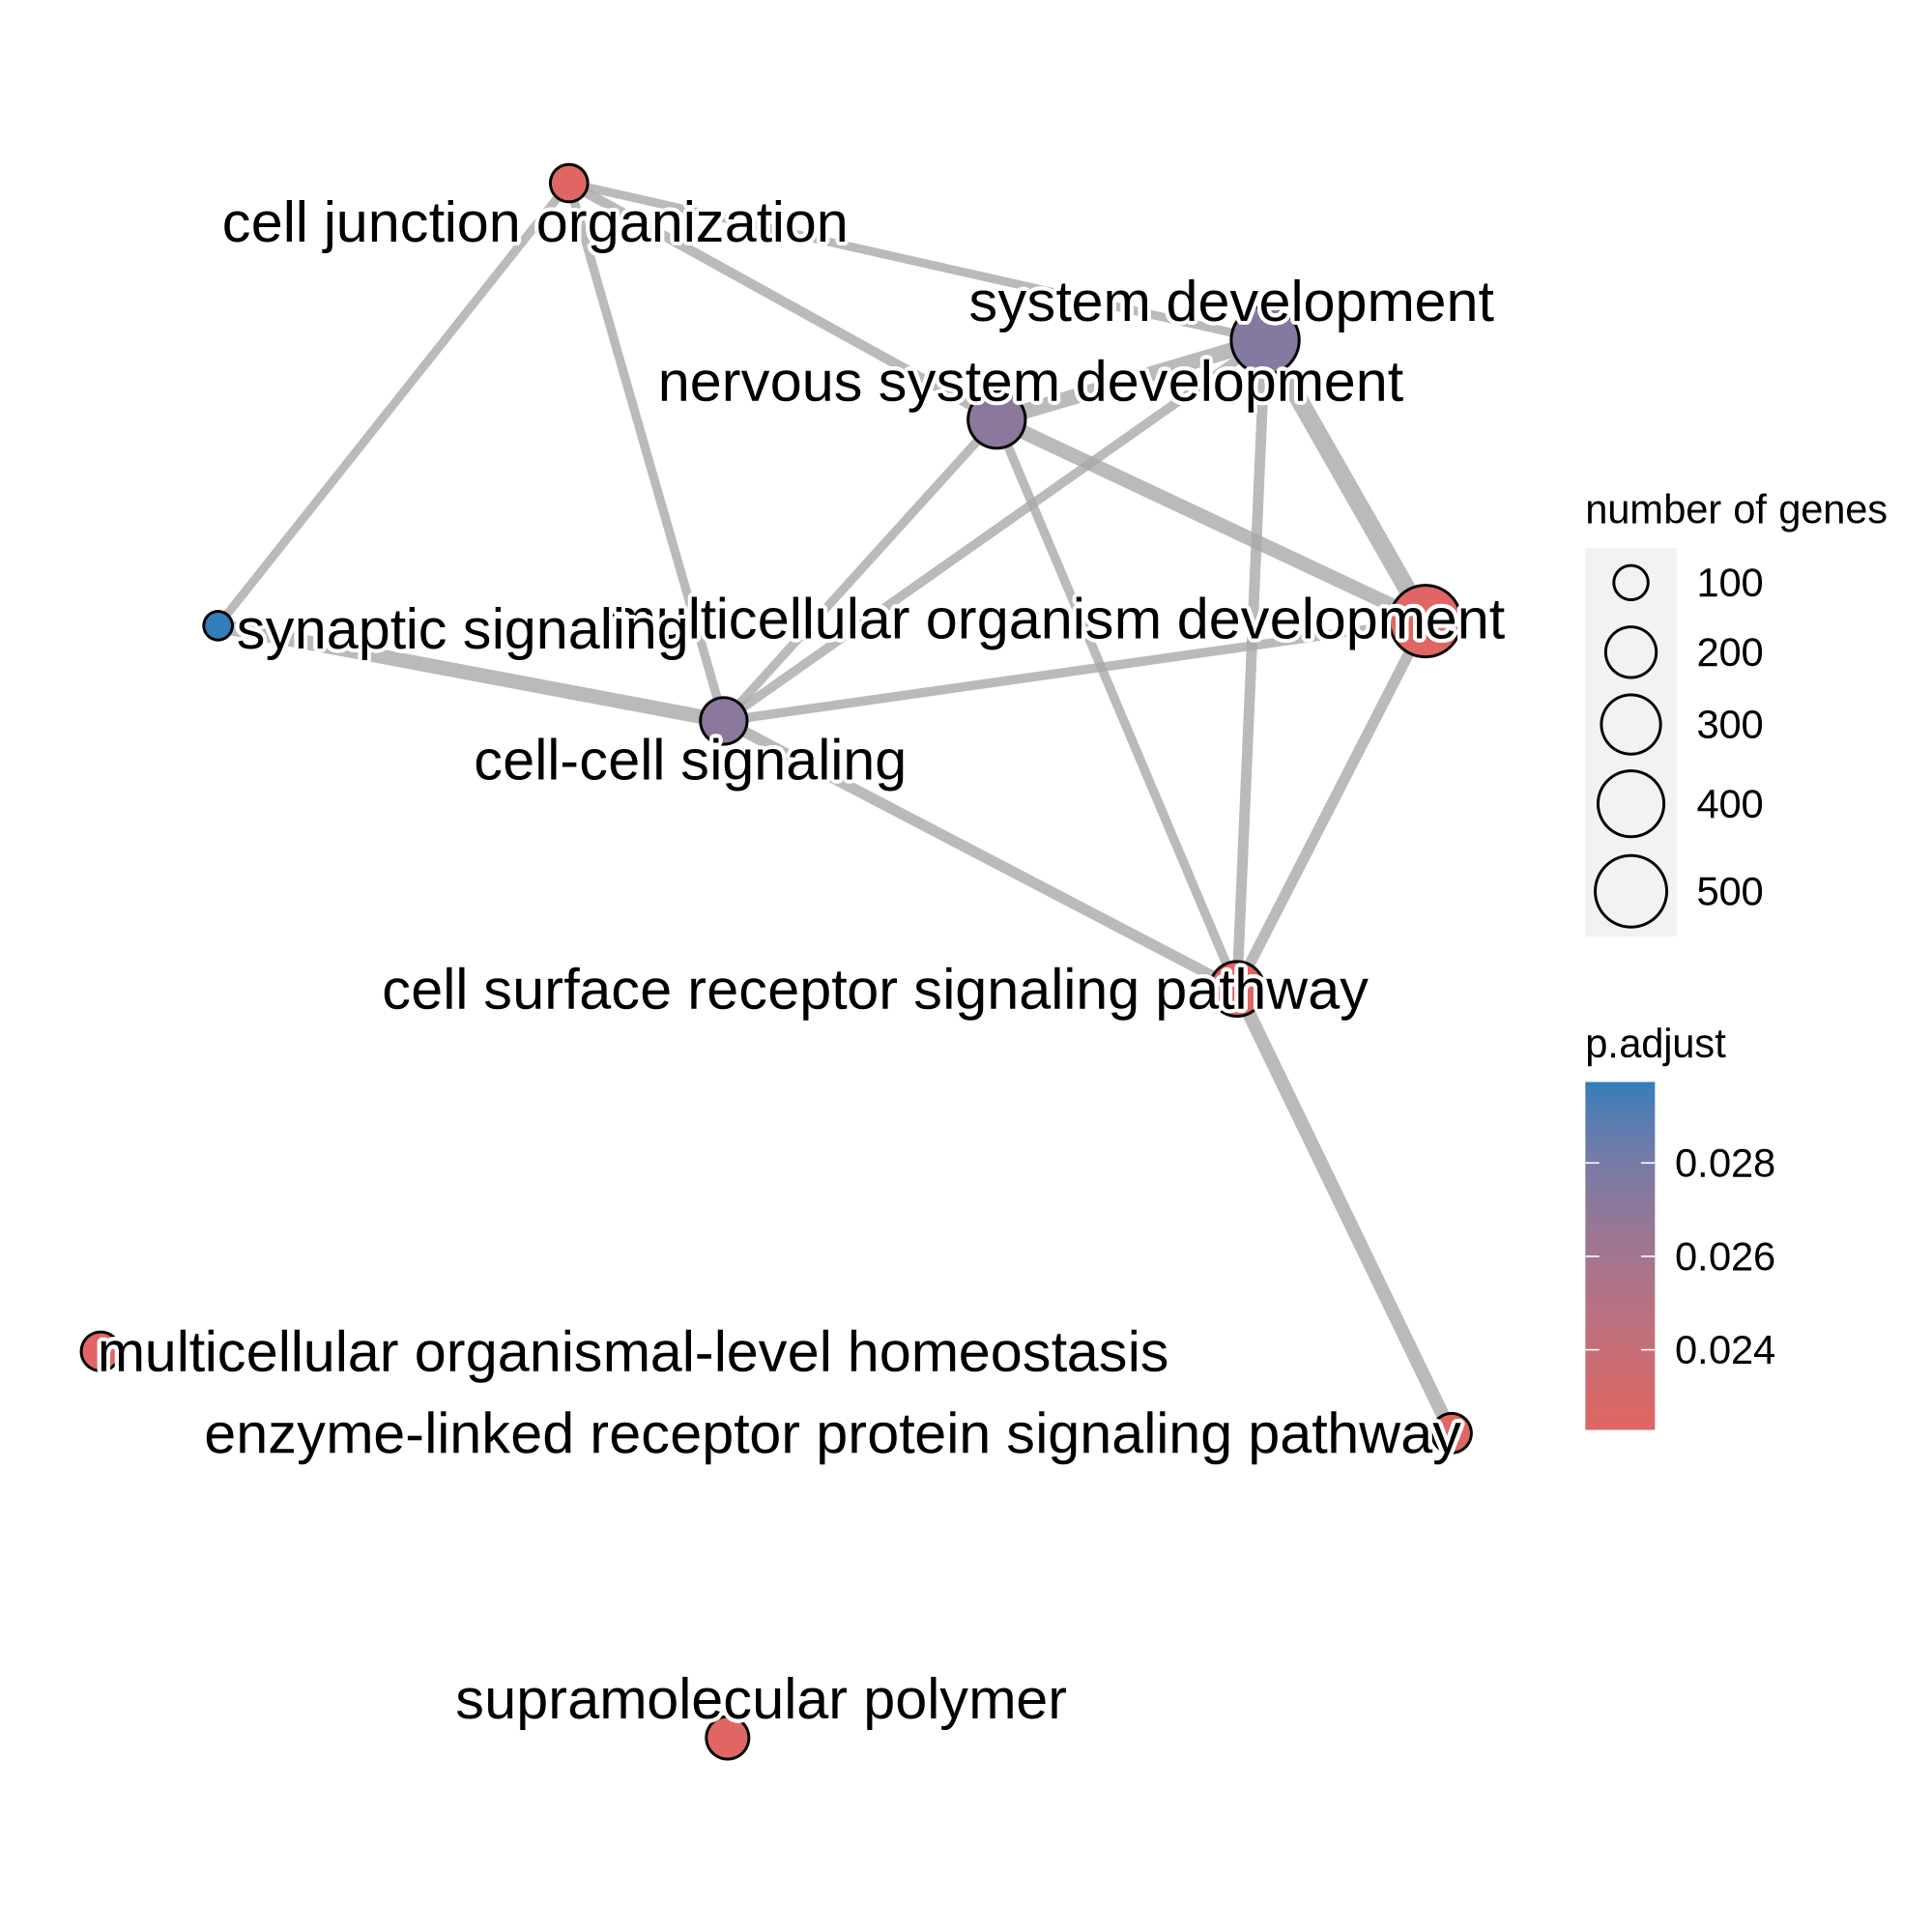 cell junction organization
system development
nervous system development
number of genes
100
200
300
400
500
synaptic signaling
multicellular organism development
cell-cell signaling
cell surface receptor signaling pathway
p.adjust
0.028
0.026
0.024
multicellular organismal-level homeostasis
enzyme-linked receptor protein signaling pathway
supramolecular polymer